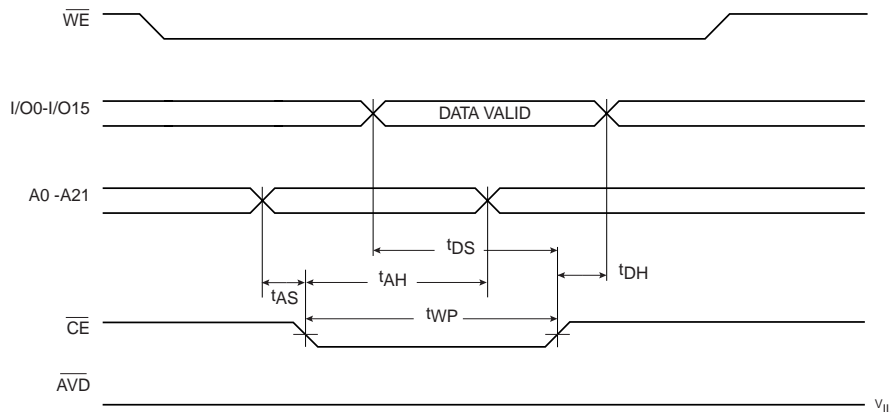 WE
I/O0-I/O15
DATA VALID
A0 -A21
tDS
tDH
tAS
tAH
tWP
CE
AVD
VIL